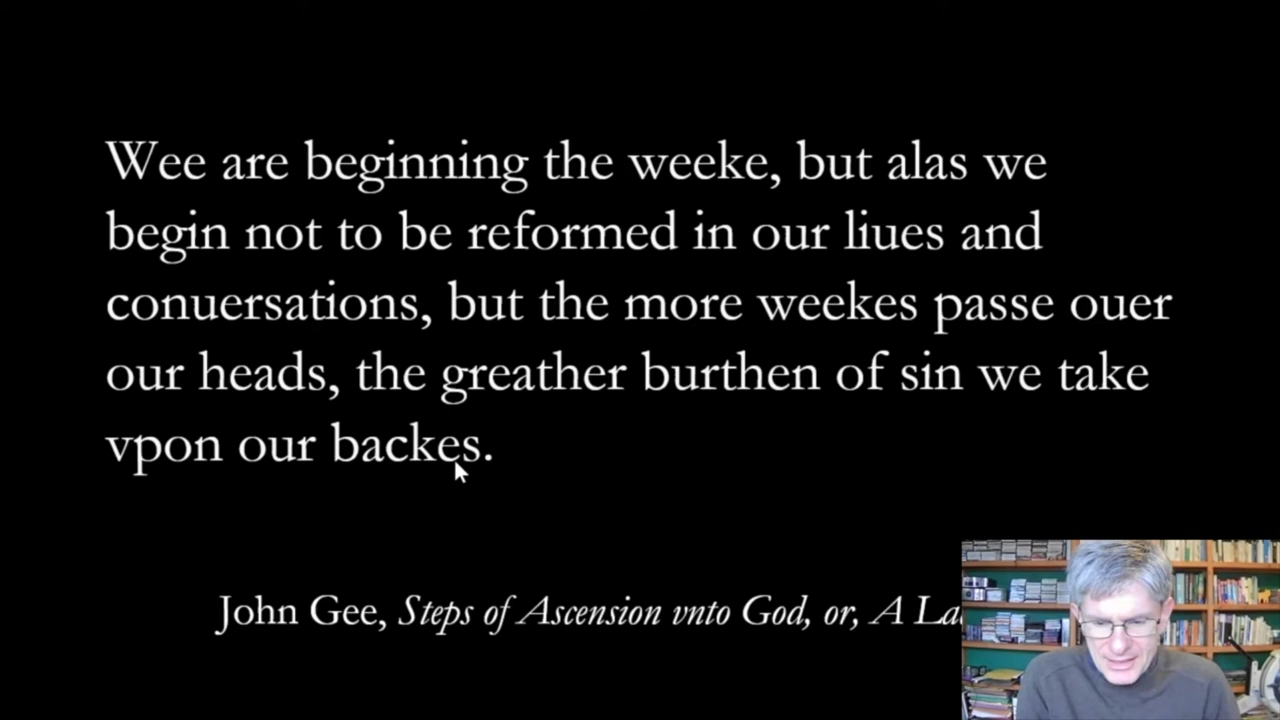 Wee are beginning the weeke, but alas we
begin not to be reformed in our liues and
conuersations, but the more weekes passe ouer
our heads, the greather burthen of sin we take
vpon our backes.
John Gee, Steps of Ascension vnto God, or, A